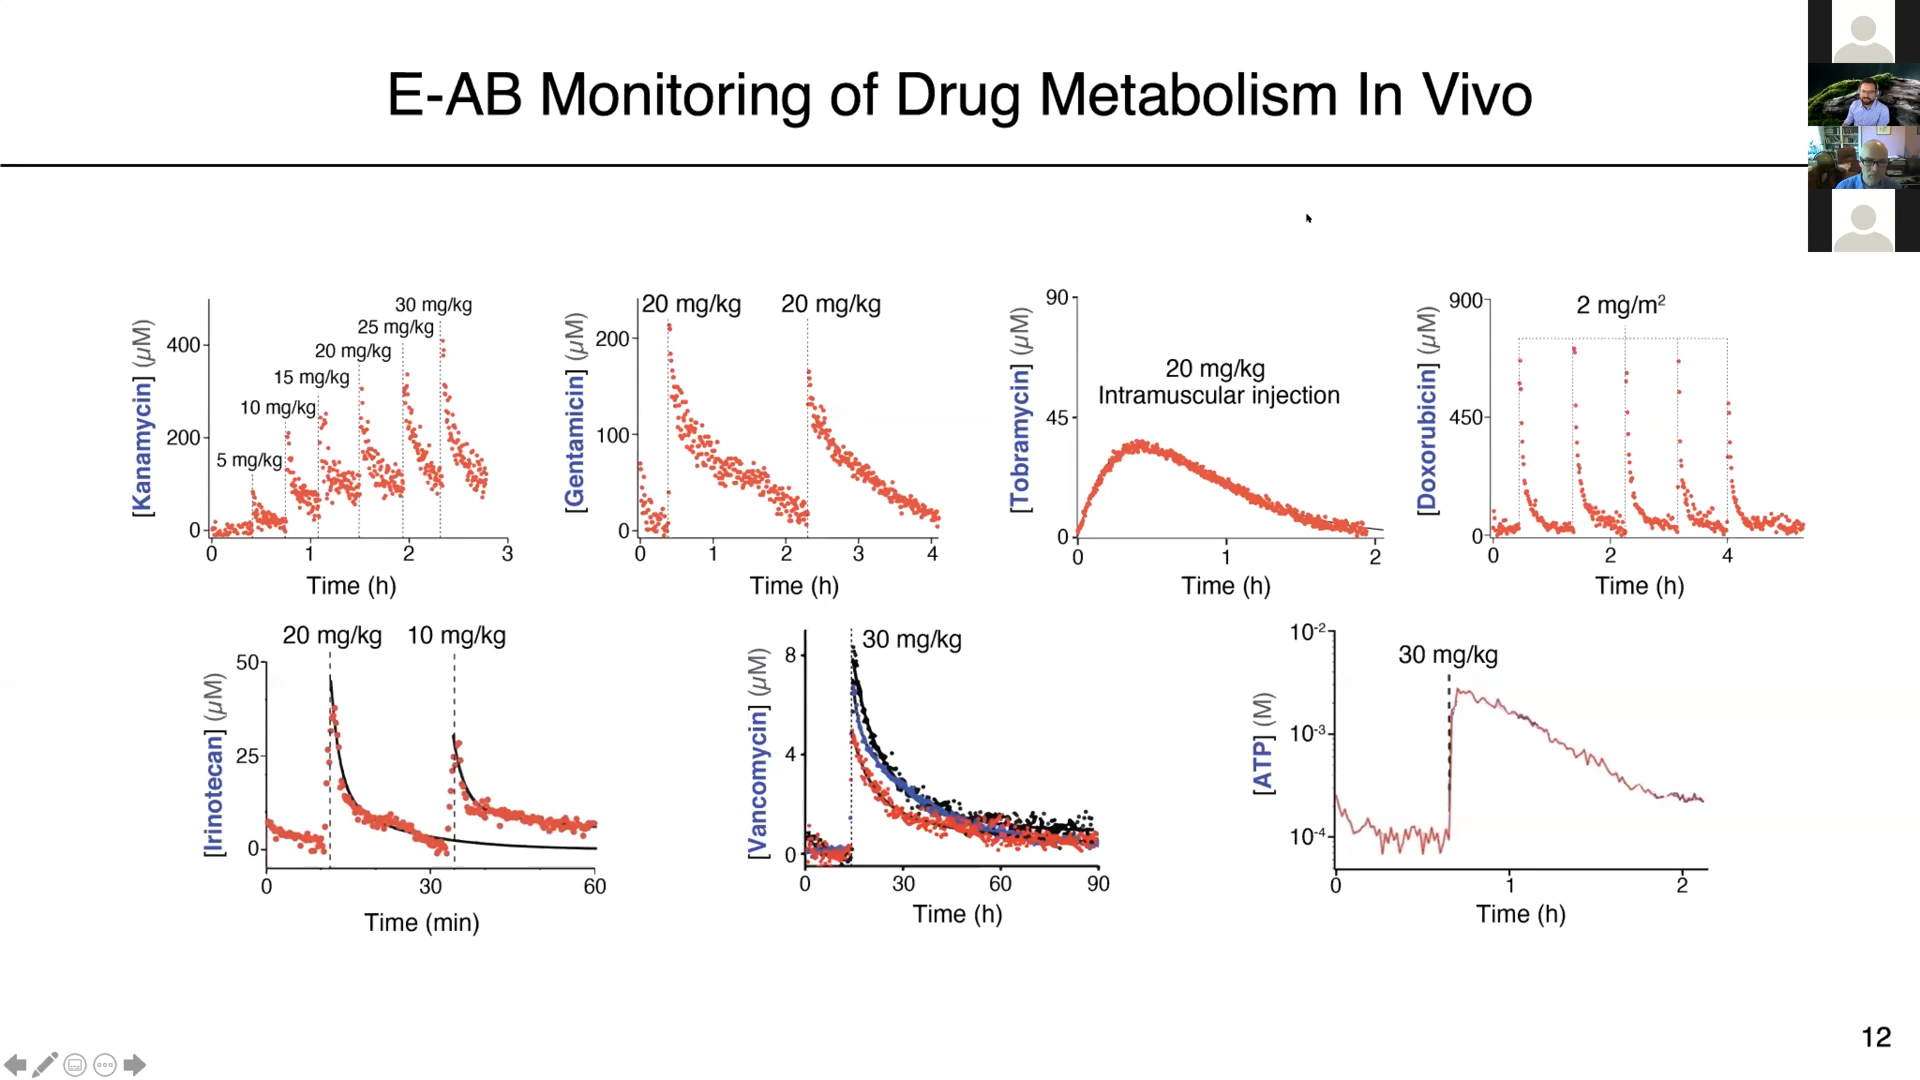 E-AB Monitoring of Drug Metabolism In Vivo
[Kanamycin] (µM)
400
200
0
5 mg/kg
10 mg/kg
15 mg/kg
20 mg/kg
25 mg/kg
30 mg/kg
0 1 2 3
Time (h)
[Gentamicin] (µM)
200
100
0
20 mg/kg 20 mg/kg
0 1 2 3 4
Time (h)
[Tobramycin] (µM)
90
45
0
20 mg/kg
Intramuscular injection
0 1 2
Time (h)
[Doxorubicin] (µM)
900
450
0
2 mg/m²
0 2 4
Time (h)
[Irinotecan] (µM)
50
25
0
20 mg/kg 10 mg/kg
0 30 60
Time (min)
[Vancomycin] (µM)
8
4
0
30 mg/kg
0 30 60 90
Time (h)
[ATP] (M)
10⁻²
10⁻³
10⁻⁴
30 mg/kg
0 1 2
Time (h)
12